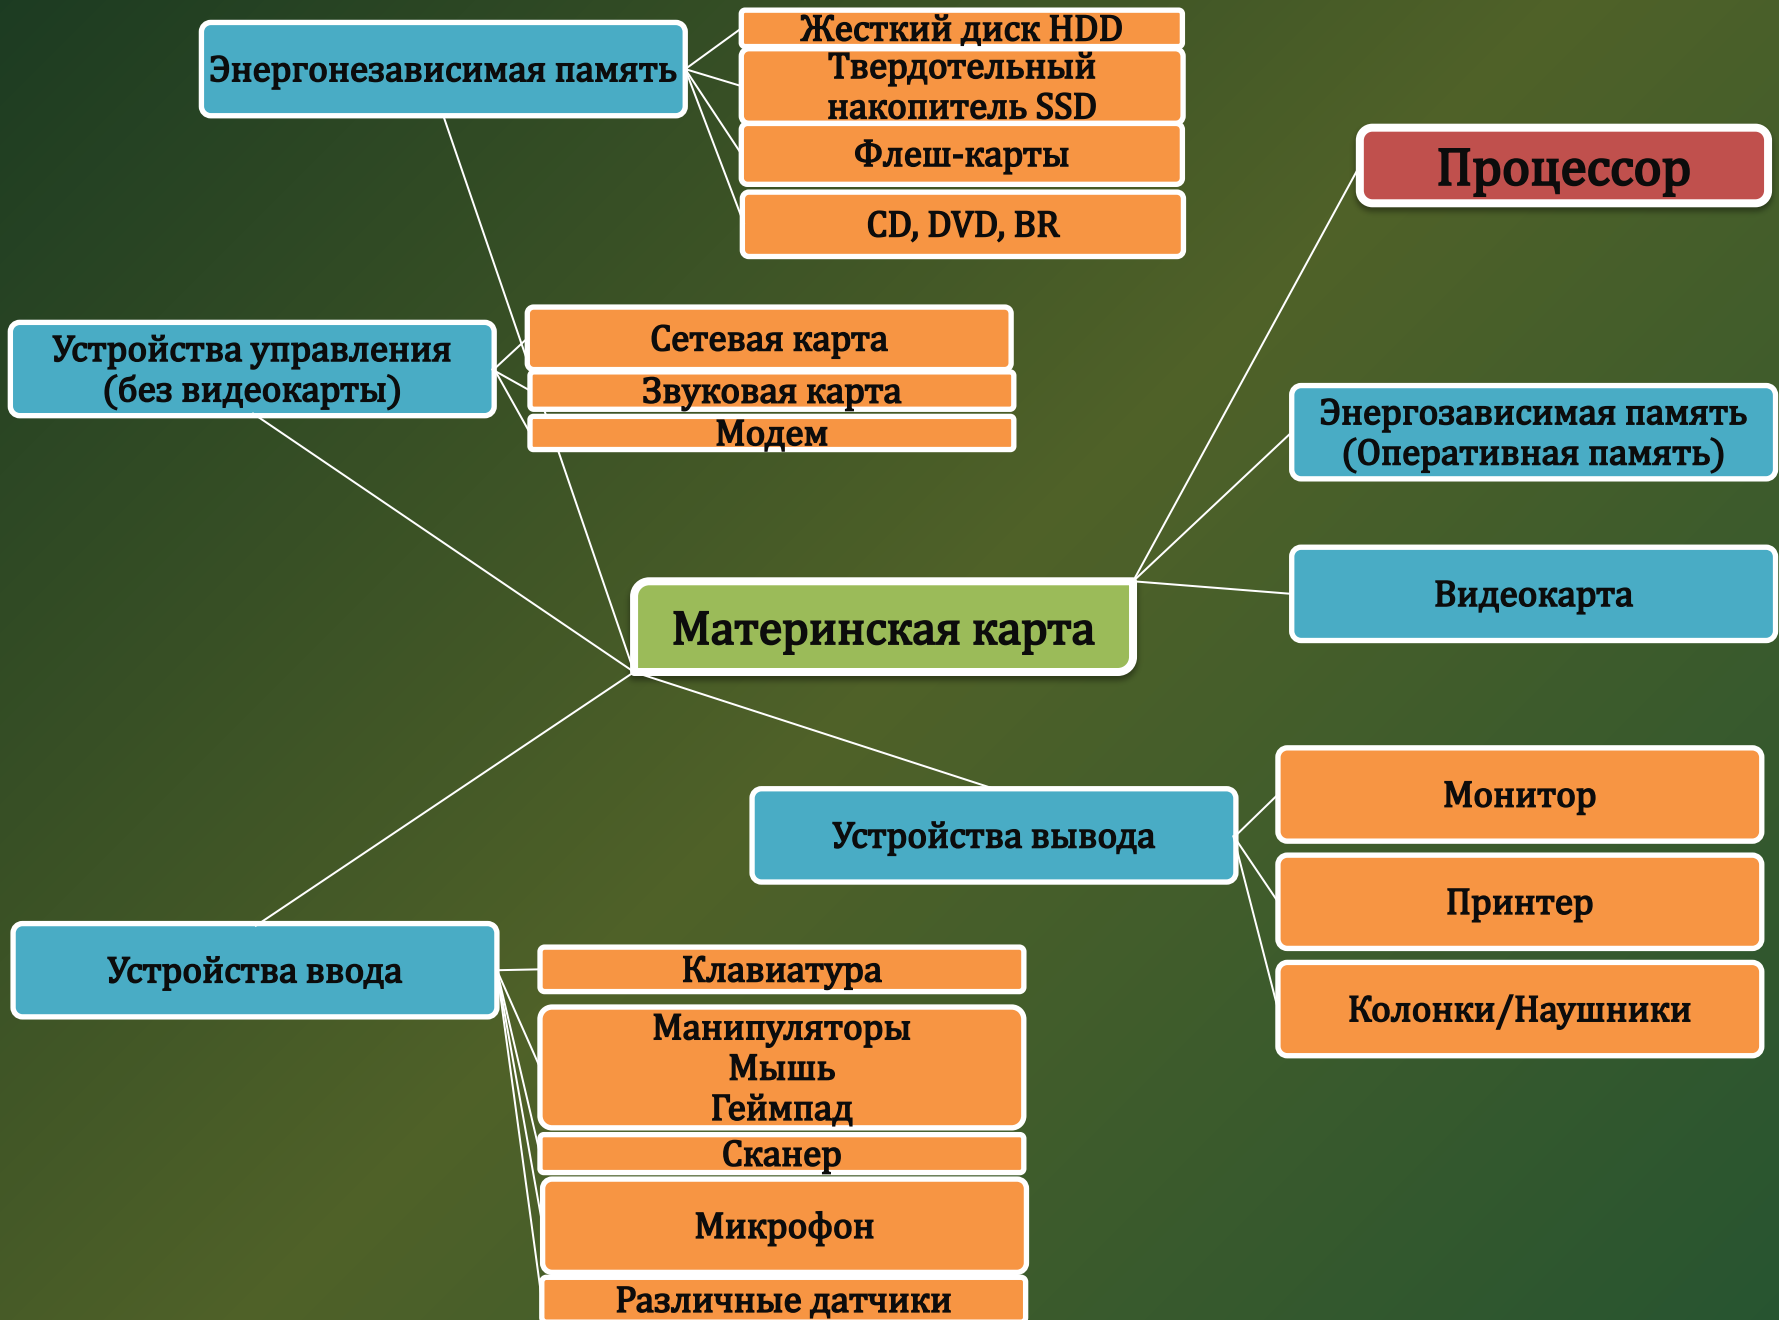 Энергонезависимая память
Жесткий диск HDD
Твердотельный
накопитель SSD
Флеш-карты
CD, DVD, BR
Процессор
Устройства управления
(без видеокарты)
Сетевая карта
Звуковая карта
Модем
Энергозависимая память
(Оперативная память)
Видеокарта
Материнская карта
Устройства вывода
Монитор
Принтер
Колонки/Наушники
Устройства ввода
Клавиатура
Манипуляторы
Мышь
Геймпад
Сканер
Микрофон
Различные датчики